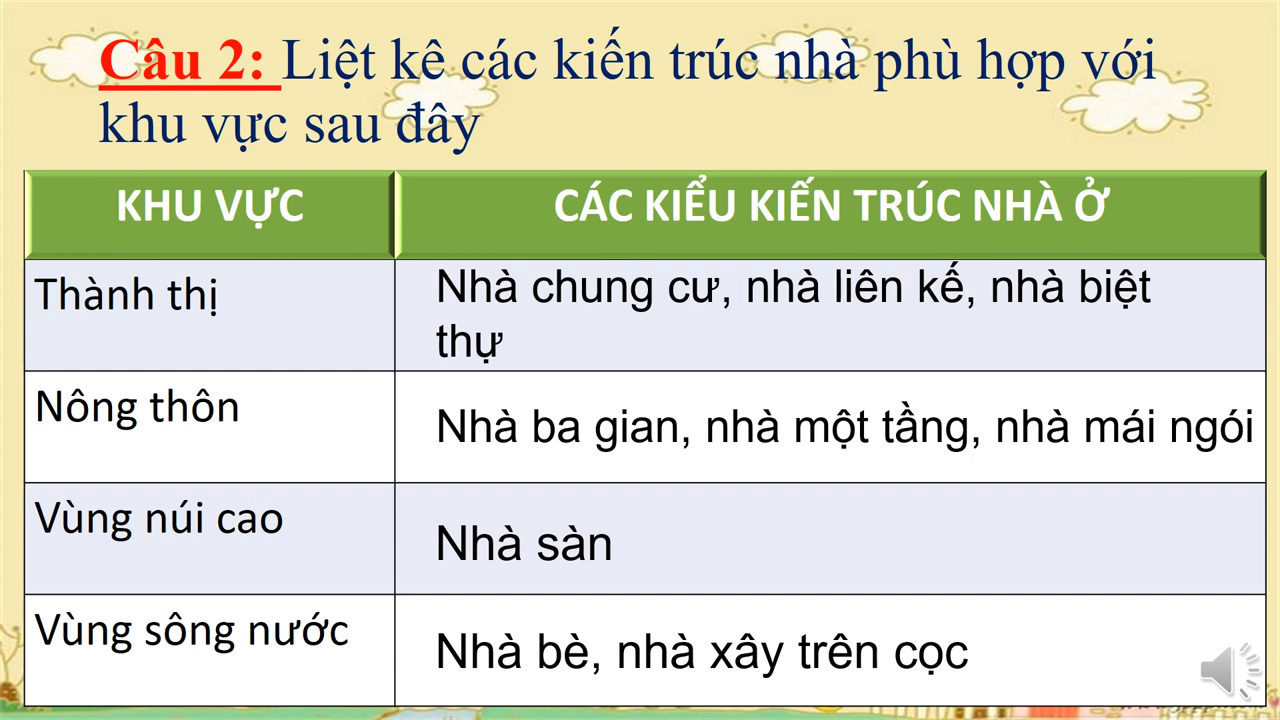 Câu 2: Liệt kê các kiến trúc nhà phù hợp với
khu vực sau đây
KHU VỰC
CÁC KIỂU KIẾN TRÚC NHÀ Ở
Thành thị
Nhà chung cư, nhà liên kế, nhà biệt
thự
Nông thôn
Nhà ba gian, nhà một tầng, nhà mái ngói
Vùng núi cao
Nhà sàn
Vùng sông nước
Nhà bè, nhà xây trên cọc